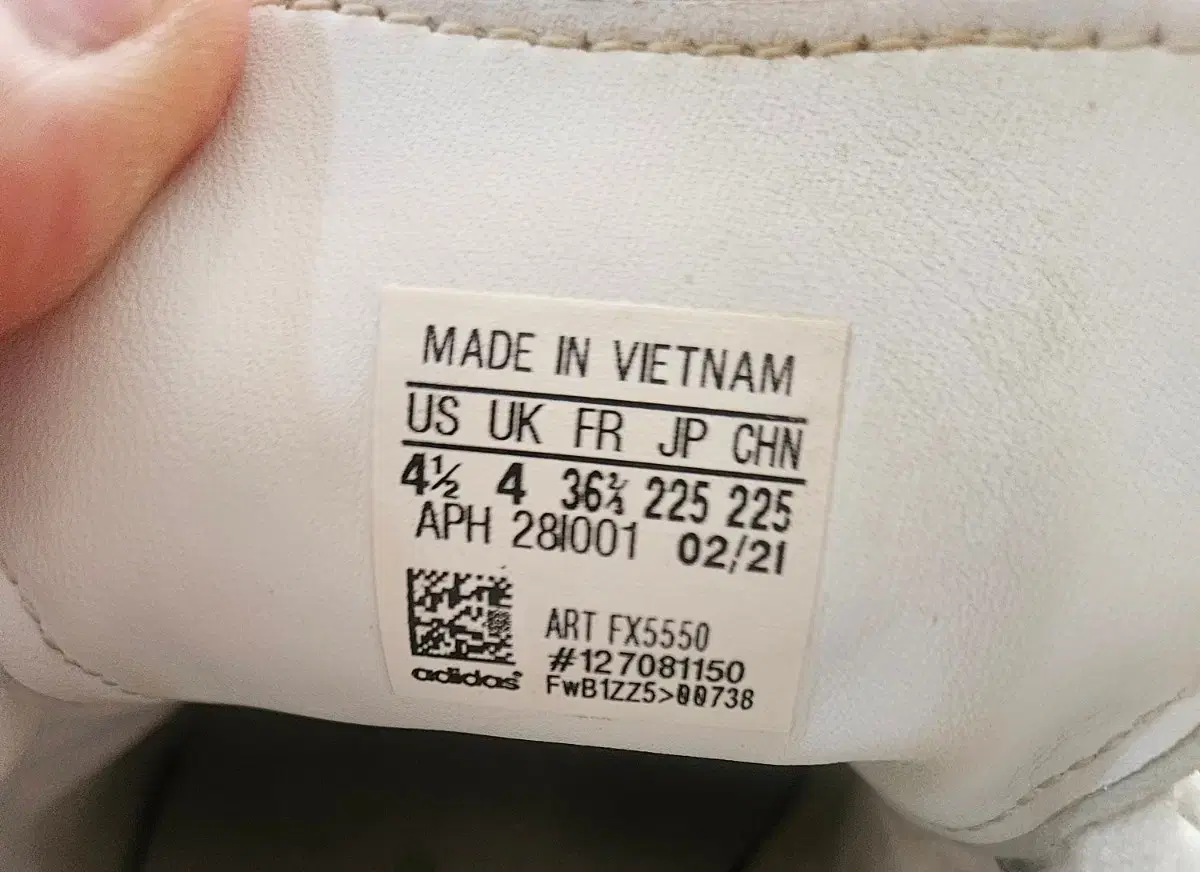 MADE IN VIETNAM
US UK FR JP CHN
4½ 4 36⅔ 225 225
APH 28I001 02/21
ART FX5550
#127081150
adidas FwB1ZZ5>00738